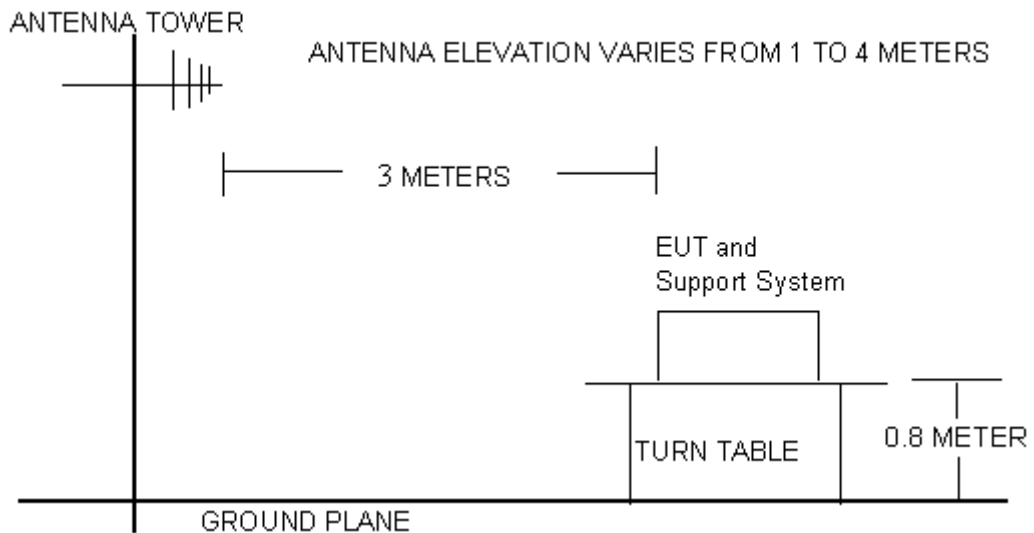 ANTENNA TOWER
ANTENNA ELEVATION VARIES FROM 1 TO 4 METERS
3 METERS
EUT and
Support System
0.8 METER
TURN TABLE
GROUND PLANE